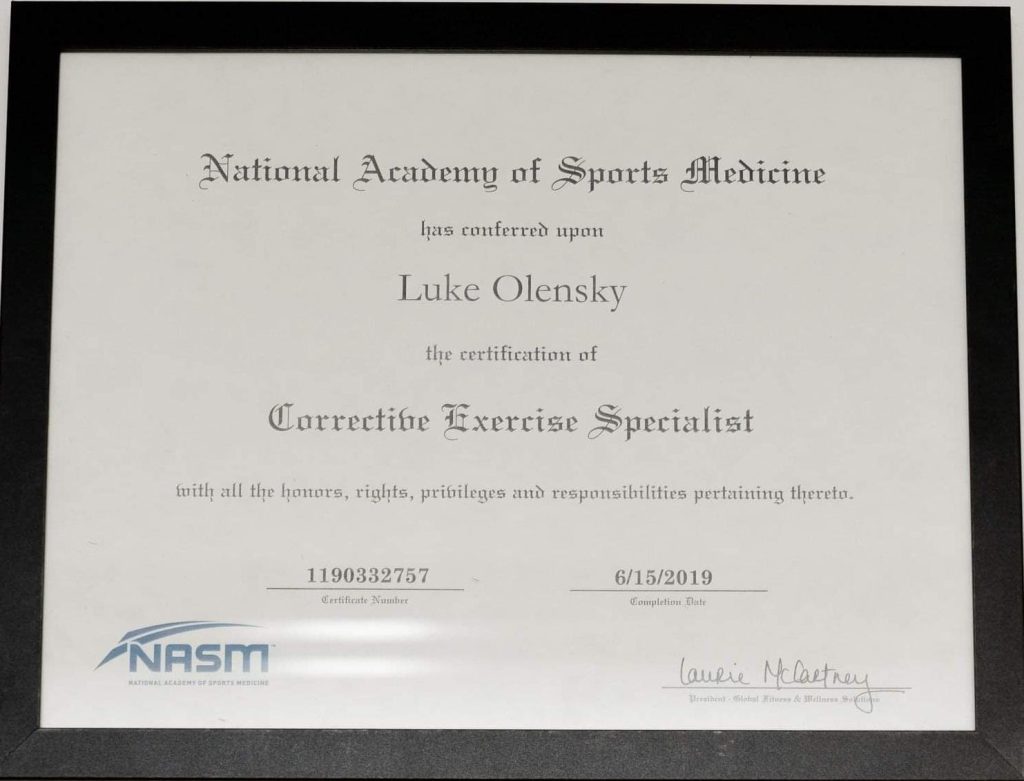 National Academy of Sports Medicine
has conferred upon
Luke Olensky
the certification of
Corrective Exercise Specialist
with all the honors, rights, privileges and responsibilities pertaining thereto.
1190332757 6/15/2019
Certificate Number Completion Date
NASM
NATIONAL ACADEMY OF SPORTS MEDICINE
Laurie McCartney
President - Global Fitness & Wellness Solutions